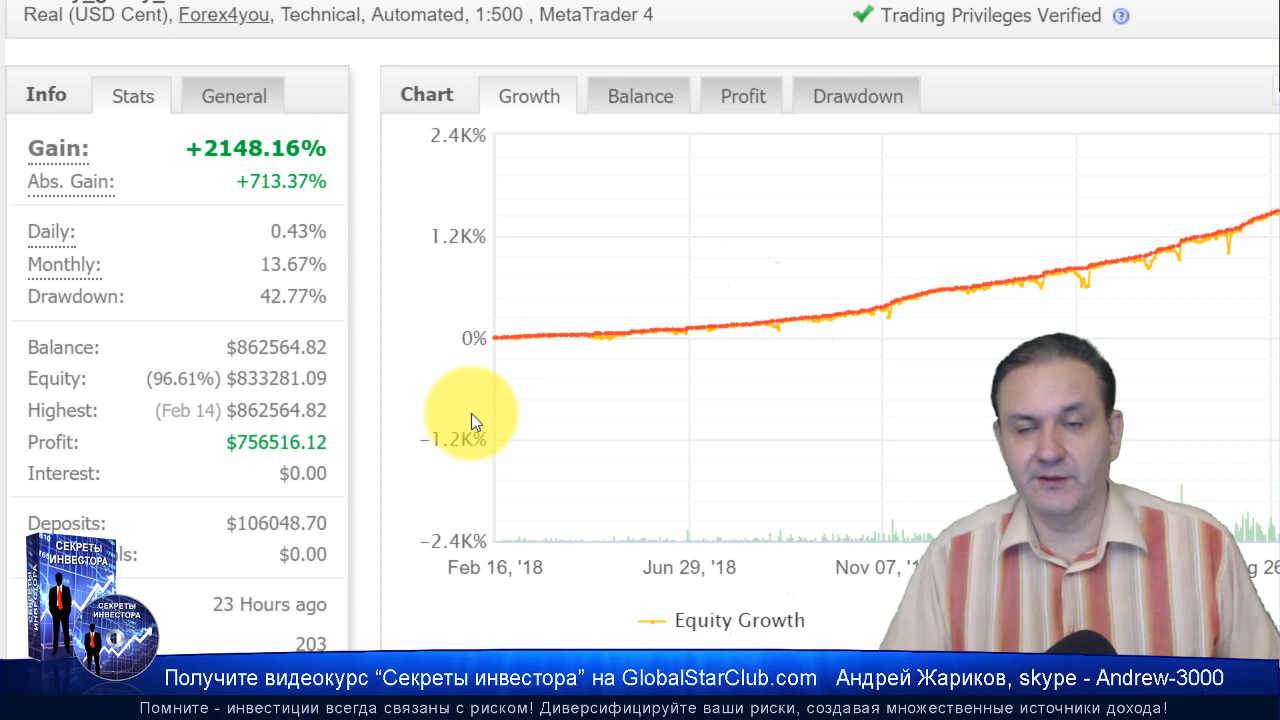 Real (USD Cent), Forex4you, Technical, Automated, 1:500 , MetaTrader 4
Trading Privileges Verified ?
Info Stats General
Gain: +2148.16%
Abs. Gain: +713.37%
Daily: 0.43%
Monthly: 13.67%
Drawdown: 42.77%
Balance: $862564.82
Equity: (96.61%) $833281.09
Highest: (Feb 14) $862564.82
Profit: $756516.12
Interest: $0.00
Deposits: $106048.70
ls: $0.00
23 Hours ago
203
Chart Growth Balance Profit Drawdown
2.4K%
1.2K%
0%
-1.2K%
-2.4K%
Feb 16, '18 Jun 29, '18 Nov 07, '1 g 26
Equity Growth
СЕКРЕТЫ
ИНВЕСТОРА
СЕКРЕТЫ
ИНВЕСТОРА
Получите видеокурс “Секреты инвестора” на GlobalStarClub.com Андрей Жариков, skype - Andrew-3000
Помните - инвестиции всегда связаны с риском! Диверсифицируйте ваши риски, создавая множественные источники дохода!